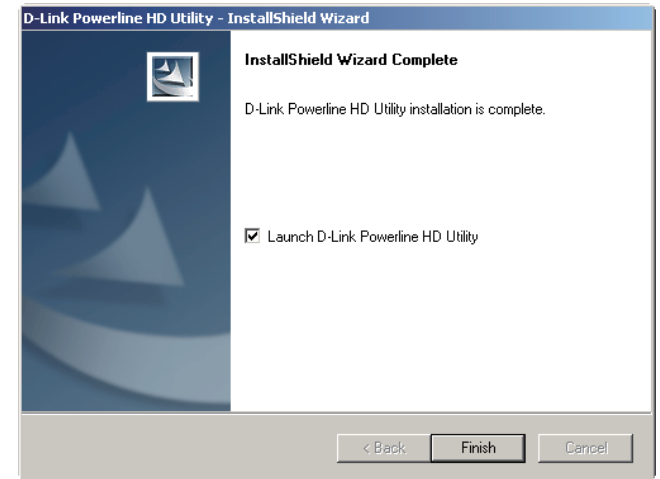 D-Link Powerline HD Utility - InstallShield Wizard
InstallShield Wizard Complete
D-Link Powerline HD Utility installation is complete.
Launch D-Link Powerline HD Utility
< Back Finish Cancel